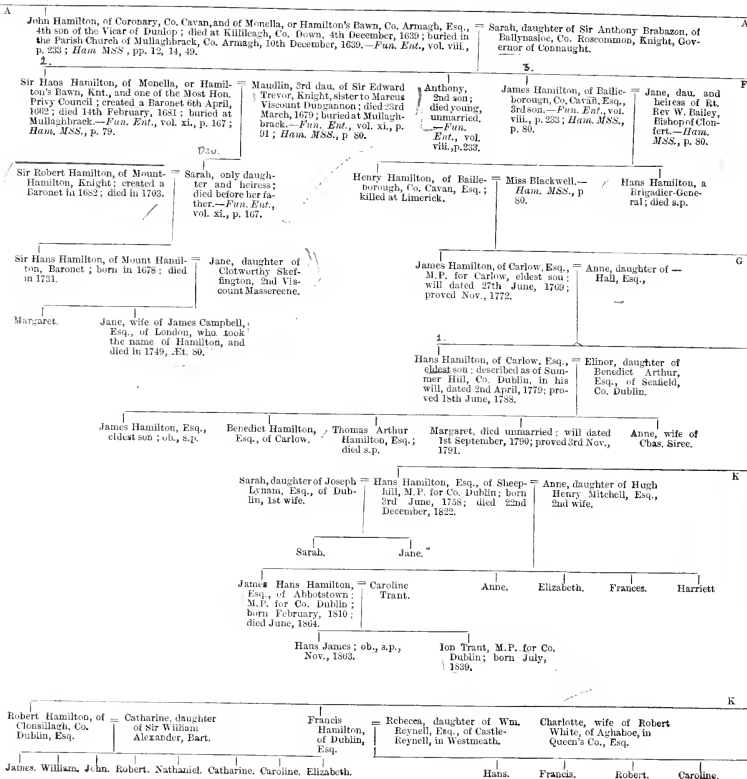 A
A
John Hamilton, of Coronary, Co. Cavan, and of Monella, or Hamilton's Bawn, Co. Armagh, Esq.,
4th son of the Vicar of Dunlop ; died at Killileagh, Co. Down, 4th December, 1639 ; buried in
the Parish Church of Mullaghbrack, Co. Armagh, 10th December, 1639.—Fun. Ent., vol. viii.,
p. 233 ; Ham MSS , pp. 12, 14, 49.
=
Sarah, daughter of Sir Anthony Brabazon, of
Ballynasloe, Co. Roscommon, Knight, Gov-
ernor of Connaught.
2.
3.
F
Sir Hans Hamilton, of Monella, or Hamil-
ton's Bawn, Knt., and one of the Most Hon.
Privy Council ; created a Baronet 6th April,
1662 ; died 14th February, 1681 ; buried at
Mullaghbrack.—Fun. Ent., vol. xi., p. 167 ;
Ham. MSS., p. 79.
=
Maudlin, 3rd dau. of Sir Edward
Trevor, Knight, sister to Marcus
Viscount Dungannon ; died 23rd
March, 1679 ; buried at Mullagh-
brack.—Fun. Ent., vol. xi., p.
91 ; Ham. MSS., p 80.
Anthony,
2nd son ;
died young,
unmarried.
—Fun.
Ent., vol.
viii., p. 233.
James Hamilton, of Bailie-
borough, Co, Cavan, Esq.,
3rd son.—Fun. Ent., vol.
viii., p. 233 ; Ham. MSS.,
p. 80.
=
Jane, dau. and
heiress of Rt.
Rev W. Bailey,
Bishop of Clon-
fert.—Ham.
MSS., p. 80.
Dau.
Sir Robert Hamilton, of Mount-
Hamilton, Knight ; created a
Baronet in 1682 ; died in 1703.
=
Sarah, only daugh-
ter and heiress ;
died before her fa-
ther.—Fun. Ent.,
vol. xi., p. 167.
Henry Hamilton, of Bailie-
borough, Co. Cavan, Esq. ;
killed at Limerick.
=
Miss Blackwell.—
Ham. MSS., p
80.
Hans Hamilton, a
Brigadier-Gene-
ral ; died s.p.
Sir Hans Hamilton, of Mount Hamil-
ton, Baronet ; born in 1678 : died
in 1731.
=
Jane, daughter of
Clotworthy Skef-
fington, 2nd Vis-
count Massereene.
G
James Hamilton, of Carlow, Esq.,
M.P. for Carlow, eldest son ;
will dated 27th June, 1769 ;
proved Nov., 1772.
=
Anne, daughter of —
Hall, Esq.,
Margaret.
Jane, wife of James Campbell,
Esq., of London, who took
the name of Hamilton, and
died in 1749, Æt. 80.
1.
Hans Hamilton, of Carlow, Esq.,
eldest son ; described as of Sum-
mer Hill, Co. Dublin, in his
will, dated 2nd April, 1779 ; pro-
ved 18th June, 1788.
=
Elinor, daughter of
Benedict Arthur,
Esq., of Seafield,
Co. Dublin.
James Hamilton, Esq.,
eldest son ; ob., s.p.
Benedict Hamilton,
Esq., of Carlow.
Thomas Arthur
Hamilton, Esq. ;
died s.p.
Margaret, died unmarried ; will dated
1st September, 1790 ; proved 3rd Nov.,
1791.
Anne, wife of
Chas. Siree.
K
Sarah, daughter of Joseph
Lynam, Esq., of Dub-
lin, 1st wife.
=
Hans Hamilton, Esq., of Sheep-
hill, M.P. for Co. Dublin ; born
3rd June, 1758 ; died 22nd
December, 1822.
=
Anne, daughter of Hugh
Henry Mitchell, Esq.,
2nd wife.
Sarah.
Jane.
James Hans Hamilton,
Esq., of Abbotstown ;
M.P. for Co. Dublin ;
born February, 1810 ;
died June, 1864.
=
Caroline
Trant.
Anne.
Elizabeth.
Frances.
Harriett
Hans James ; ob., s.p.,
Nov., 1863.
Ion Trant, M.P. for Co.
Dublin ; born July,
1839.
K
Robert Hamilton, of
Clonsillagh, Co.
Dublin, Esq.
=
Catharine, daughter
of Sir William
Alexander, Bart.
Francis
Hamilton,
of Dublin,
Esq.
=
Rebecca, daughter of Wm.
Reynell, Esq., of Castle-
Reynell, in Westmeath.
Charlotte, wife of Robert
White, of Aghaboe, in
Queen's Co., Esq.
James. William. John. Robert. Nathaniel. Catharine. Caroline. Elizabeth.
Hans. Francis. Robert. Caroline.